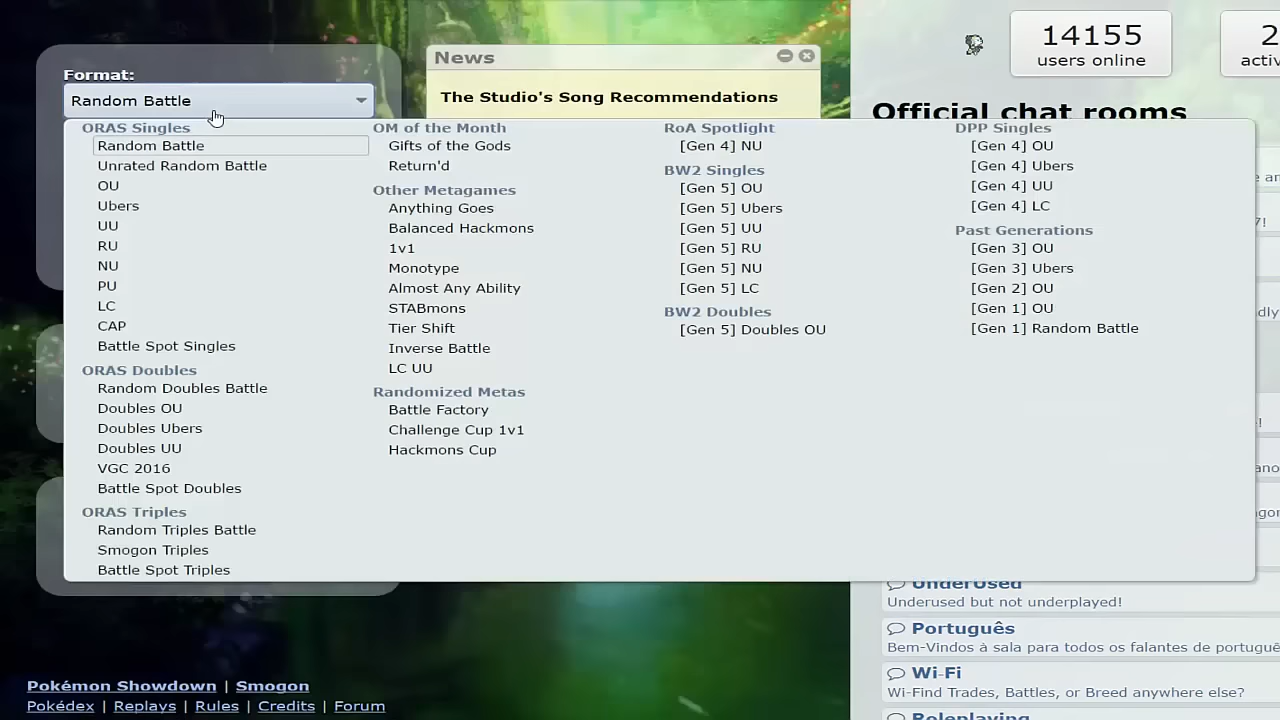 Format:
Random Battle
News
The Studio's Song Recommendations
14155
users online
2
activ
Official chat rooms
ORAS Singles
Random Battle
Unrated Random Battle
OU
Ubers
UU
RU
NU
PU
LC
CAP
Battle Spot Singles
ORAS Doubles
Random Doubles Battle
Doubles OU
Doubles Ubers
Doubles UU
VGC 2016
Battle Spot Doubles
ORAS Triples
Random Triples Battle
Smogon Triples
Battle Spot Triples
OM of the Month
Gifts of the Gods
Return'd
Other Metagames
Anything Goes
Balanced Hackmons
1v1
Monotype
Almost Any Ability
STABmons
Tier Shift
Inverse Battle
LC UU
Randomized Metas
Battle Factory
Challenge Cup 1v1
Hackmons Cup
RoA Spotlight
[Gen 4] NU
BW2 Singles
[Gen 5] OU
[Gen 5] Ubers
[Gen 5] UU
[Gen 5] RU
[Gen 5] NU
[Gen 5] LC
BW2 Doubles
[Gen 5] Doubles OU
DPP Singles
[Gen 4] OU
[Gen 4] Ubers
[Gen 4] UU
[Gen 4] LC
Past Generations
[Gen 3] OU
[Gen 3] Ubers
[Gen 2] OU
[Gen 1] OU
[Gen 1] Random Battle
UnderUsed
Underused but not underplayed!
Português
Bem-Vindos à sala para todos os falantes de portuguê
Wi-Fi
Wi-Find Trades, Battles, or Breed anywhere else?
Roleplaying
Pokémon Showdown | Smogon
Pokédex | Replays | Rules | Credits | Forum